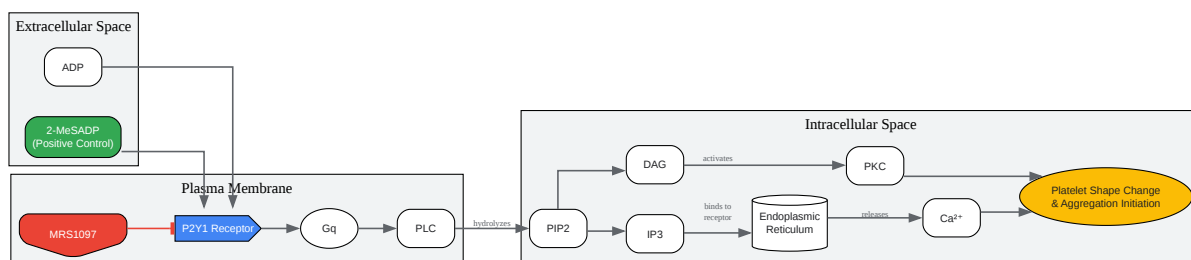 Extracellular Space
ADP
2-MeSADP
(Positive Control)
Plasma Membrane
MRS1097
P2Y1 Receptor
Gq
PLC
hydrolyzes
Intracellular Space
PIP2
DAG
activates
PKC
IP3
binds to
receptor
Endoplasmic
Reticulum
releases
Ca²⁺
Platelet Shape Change
& Aggregation Initiation